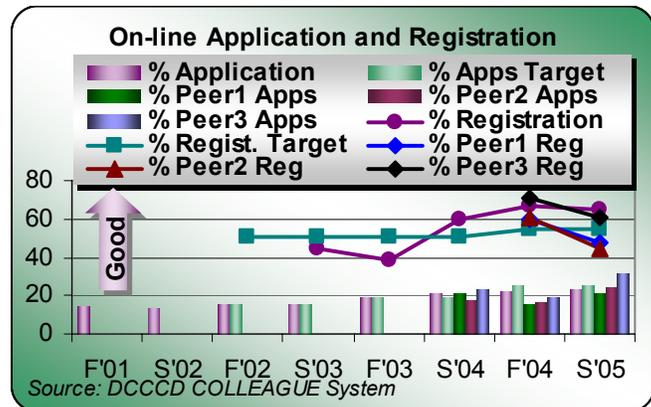 On-line Application and Registration
% Application % Apps Target
% Peer1 Apps % Peer2 Apps
% Peer3 Apps % Registration
% Regist. Target % Peer1 Reg
% Peer2 Reg % Peer3 Reg
80
60
40
20
0
Good
F'01 S'02 F'02 S'03 F'03 S'04 F'04 S'05
Source: DCCCD COLLEAGUE System